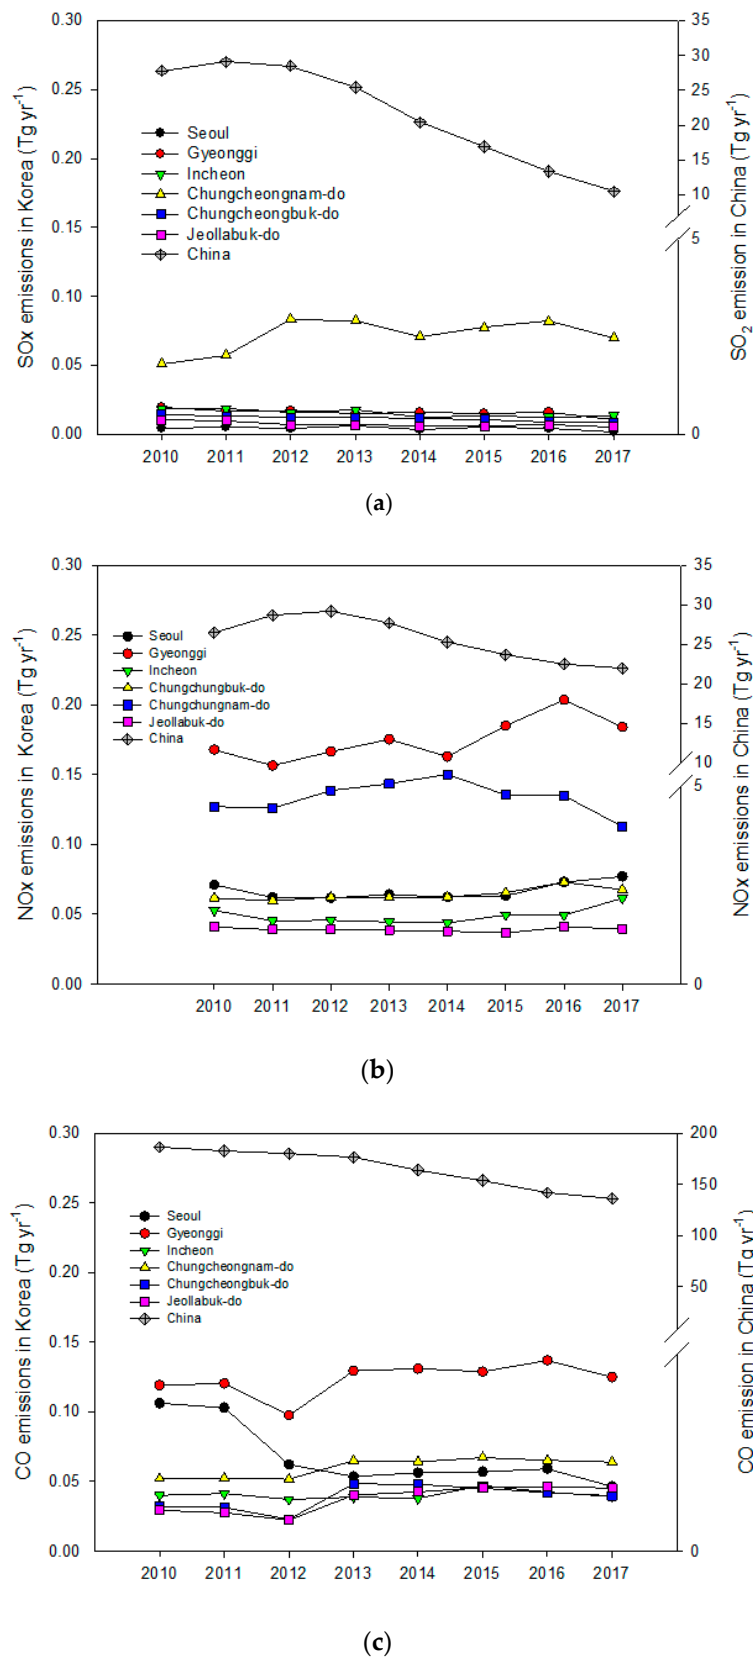 SOx emissions in Korea (Tg yr-1)
0.30
0.25
0.20
0.15
0.10
0.05
0.00
Seoul
Gyeonggi
Incheon
Chungcheongnam-do
Chungcheongbuk-do
Jeollabuk-do
China
35
30
25
20
15
10
5
0
SO2 emission in China (Tg yr-1)
2010 2011 2012 2013 2014 2015 2016 2017
(a)
NOx emissions in Korea (Tg yr-1)
0.30
0.25
0.20
0.15
0.10
0.05
0.00
Seoul
Gyeonggi
Incheon
Chungchungbuk-do
Chungchungnam-do
Jeollabuk-do
China
35
30
25
20
15
10
5
0
NOx emission in China (Tg yr-1)
2010 2011 2012 2013 2014 2015 2016 2017
(b)
CO emissions in Korea (Tg yr-1)
0.30
0.25
0.20
0.15
0.10
0.05
0.00
Seoul
Gyeonggi
Incheon
Chungcheongnam-do
Chungcheongbuk-do
Jeollabuk-do
China
200
150
100
50
0
CO emission in China (Tg yr-1)
2010 2011 2012 2013 2014 2015 2016 2017
(c)